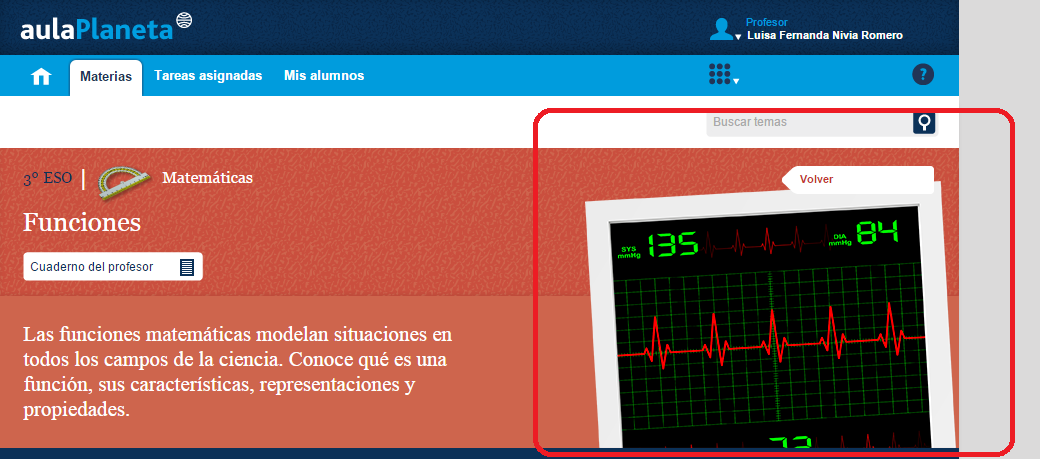 aulaPlaneta
Profesor
Luisa Fernanda Nivia Romero
Materias
Tareas asignadas
Mis alumnos
?
Buscar temas
3º ESO | Matemáticas
Volver
Funciones
Cuaderno del profesor
SYS
mmHg
135
DIA
mmHg
84
Las funciones matemáticas modelan situaciones en
todos los campos de la ciencia. Conoce qué es una
función, sus características, representaciones y
propiedades.